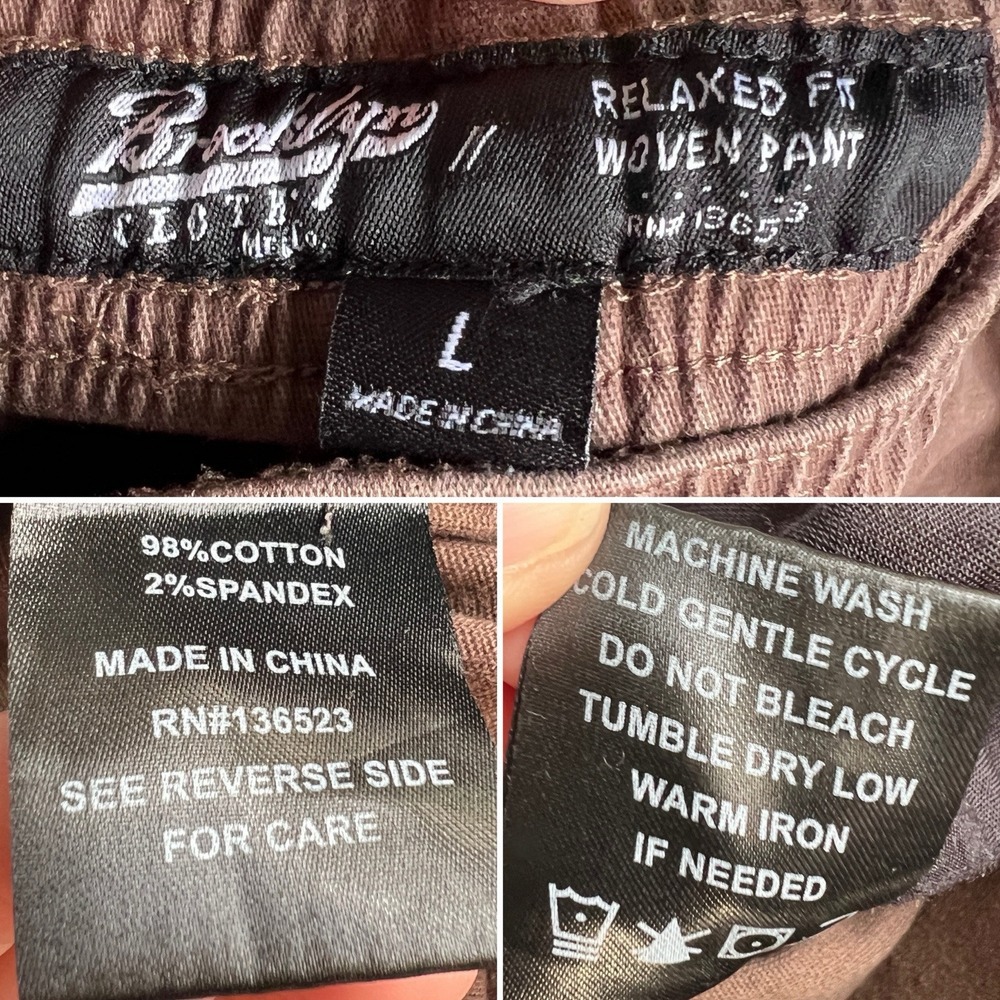 Brooklyn
CLOTH
Mfg.Co.
//
RELAXED FIT
WOVEN PANT
L
MADE IN CHINA
98%COTTON
2%SPANDEX
MADE IN CHINA
RN#136523
SEE REVERSE SIDE
FOR CARE
MACHINE WASH
COLD GENTLE CYCLE
DO NOT BLEACH
TUMBLE DRY LOW
WARM IRON
IF NEEDED